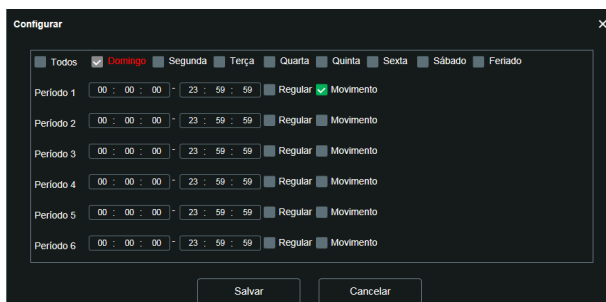 Configurar ×
Todos Domingo Segunda Terça Quarta Quinta Sexta Sábado Feriado
Período 1 00 : 00 : 00 - 23 : 59 : 59 Regular Movimento
Período 2 00 : 00 : 00 - 23 : 59 : 59 Regular Movimento
Período 3 00 : 00 : 00 - 23 : 59 : 59 Regular Movimento
Período 4 00 : 00 : 00 - 23 : 59 : 59 Regular Movimento
Período 5 00 : 00 : 00 - 23 : 59 : 59 Regular Movimento
Período 6 00 : 00 : 00 - 23 : 59 : 59 Regular Movimento
Salvar Cancelar